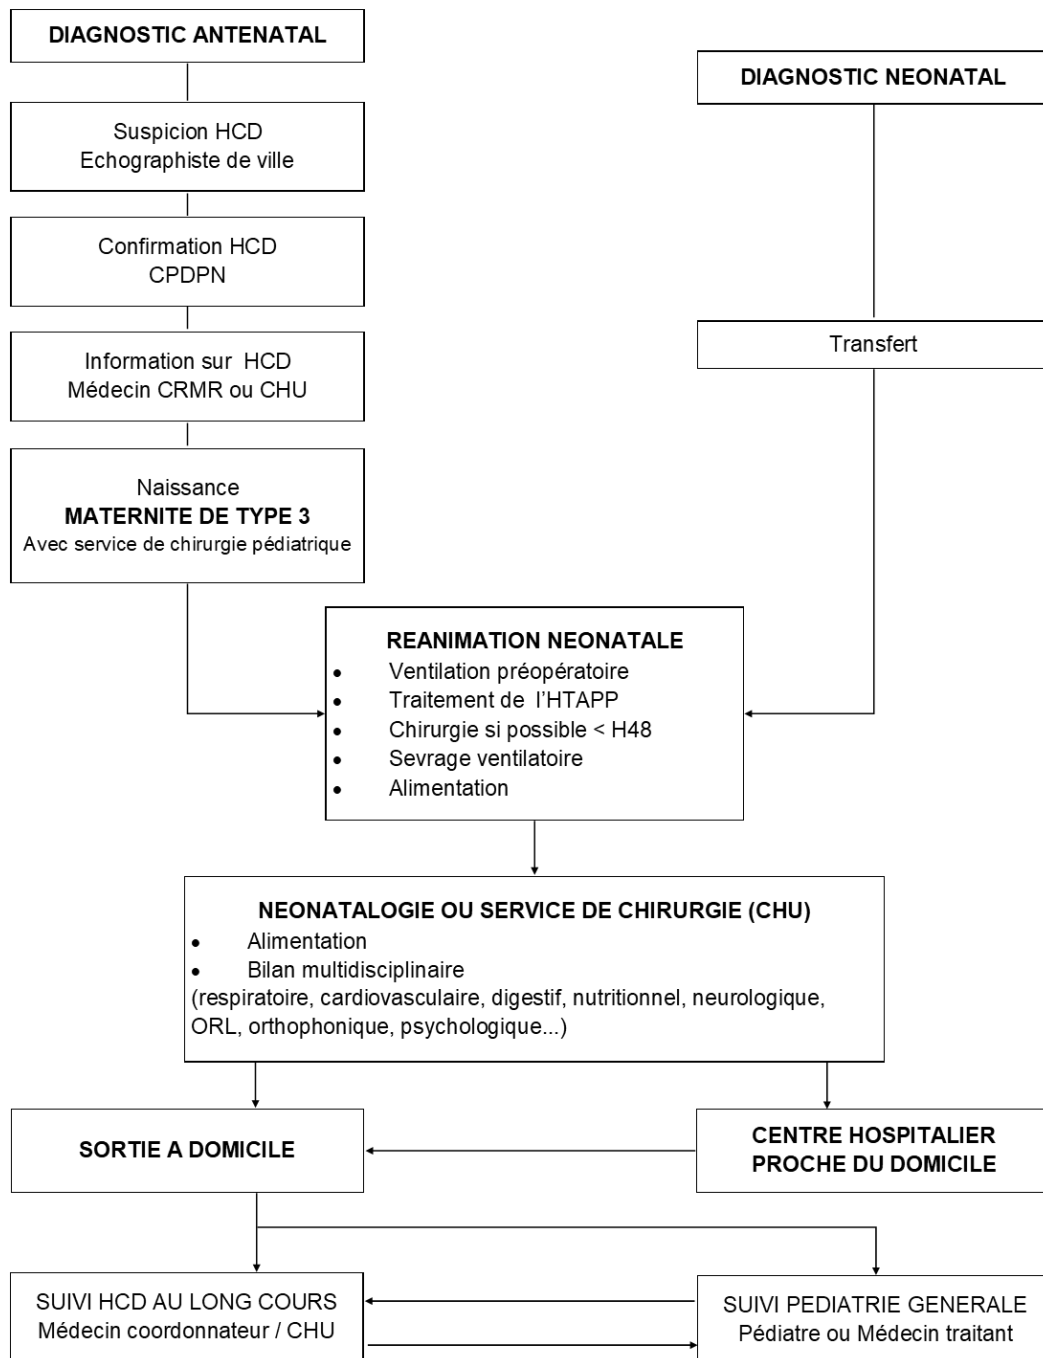 DIAGNOSTIC ANTENATAL
DIAGNOSTIC NEONATAL
Suspicion HCD
Echographiste de ville
Confirmation HCD
CPDPN
Information sur HCD
Médecin CRMR ou CHU
Transfert
Naissance
MATERNITE DE TYPE 3
Avec service de chirurgie pédiatrique
REANIMATION NEONATALE
• Ventilation préopératoire
• Traitement de l'HTAPP
• Chirurgie si possible < H48
• Sevrage ventilatoire
• Alimentation
NEONATALOGIE OU SERVICE DE CHIRURGIE (CHU)
• Alimentation
• Bilan multidisciplinaire
(respiratoire, cardiovasculaire, digestif, nutritionnel, neurologique,
ORL, orthophonique, psychologique...)
SORTIE A DOMICILE
CENTRE HOSPITALIER
PROCHE DU DOMICILE
SUIVI HCD AU LONG COURS
Médecin coordonnateur / CHU
SUIVI PEDIATRIE GENERALE
Pédiatre ou Médecin traitant